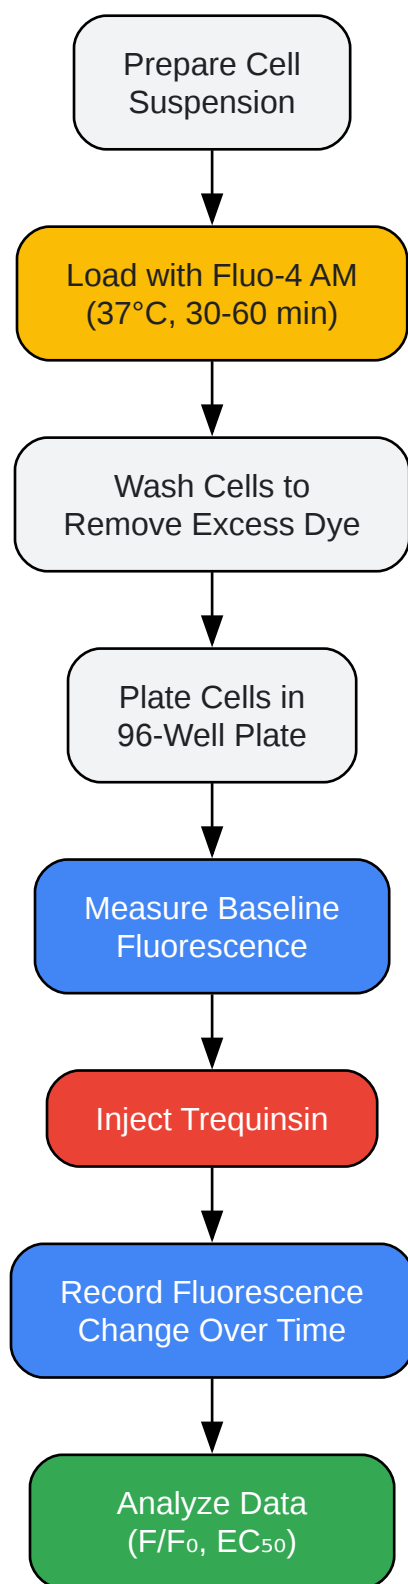 Prepare Cell
Suspension
Load with Fluo-4 AM
(37°C, 30-60 min)
Wash Cells to
Remove Excess Dye
Plate Cells in
96-Well Plate
Measure Baseline
Fluorescence
Inject Trequinsin
Record Fluorescence
Change Over Time
Analyze Data
(F/F₀, EC₅₀)